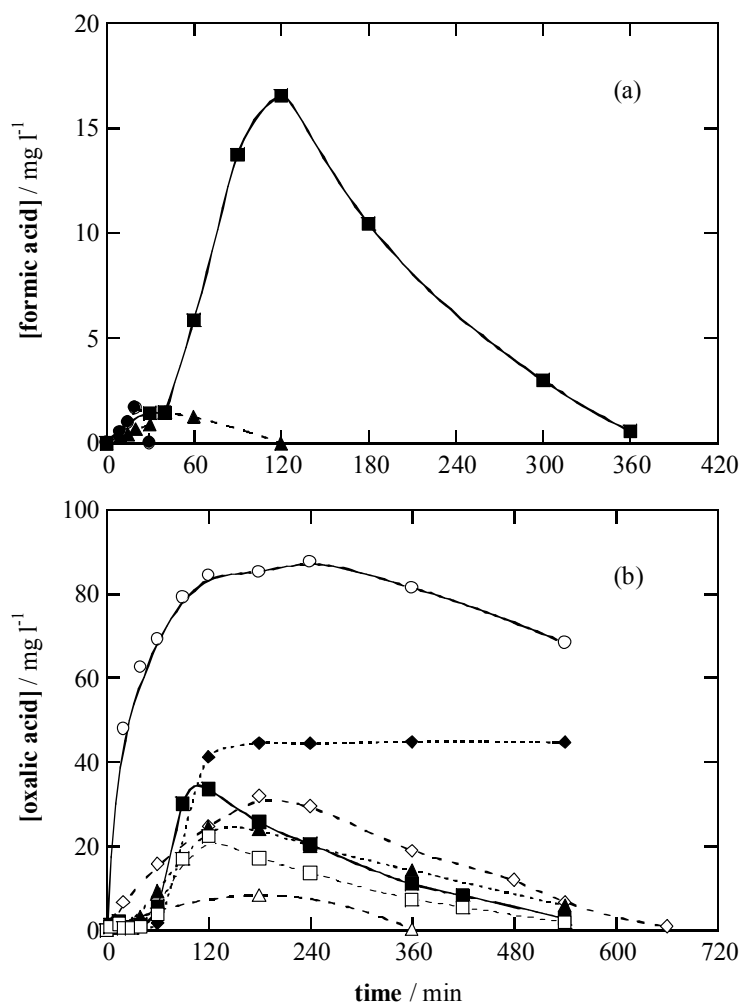 20
(a)
15
10
5
0
[formic acid] / mg l⁻¹
0 60 120 180 240 300 360 420
100
(b)
80
60
40
20
0
[oxalic acid] / mg l⁻¹
0 120 240 360 480 600 720
time / min